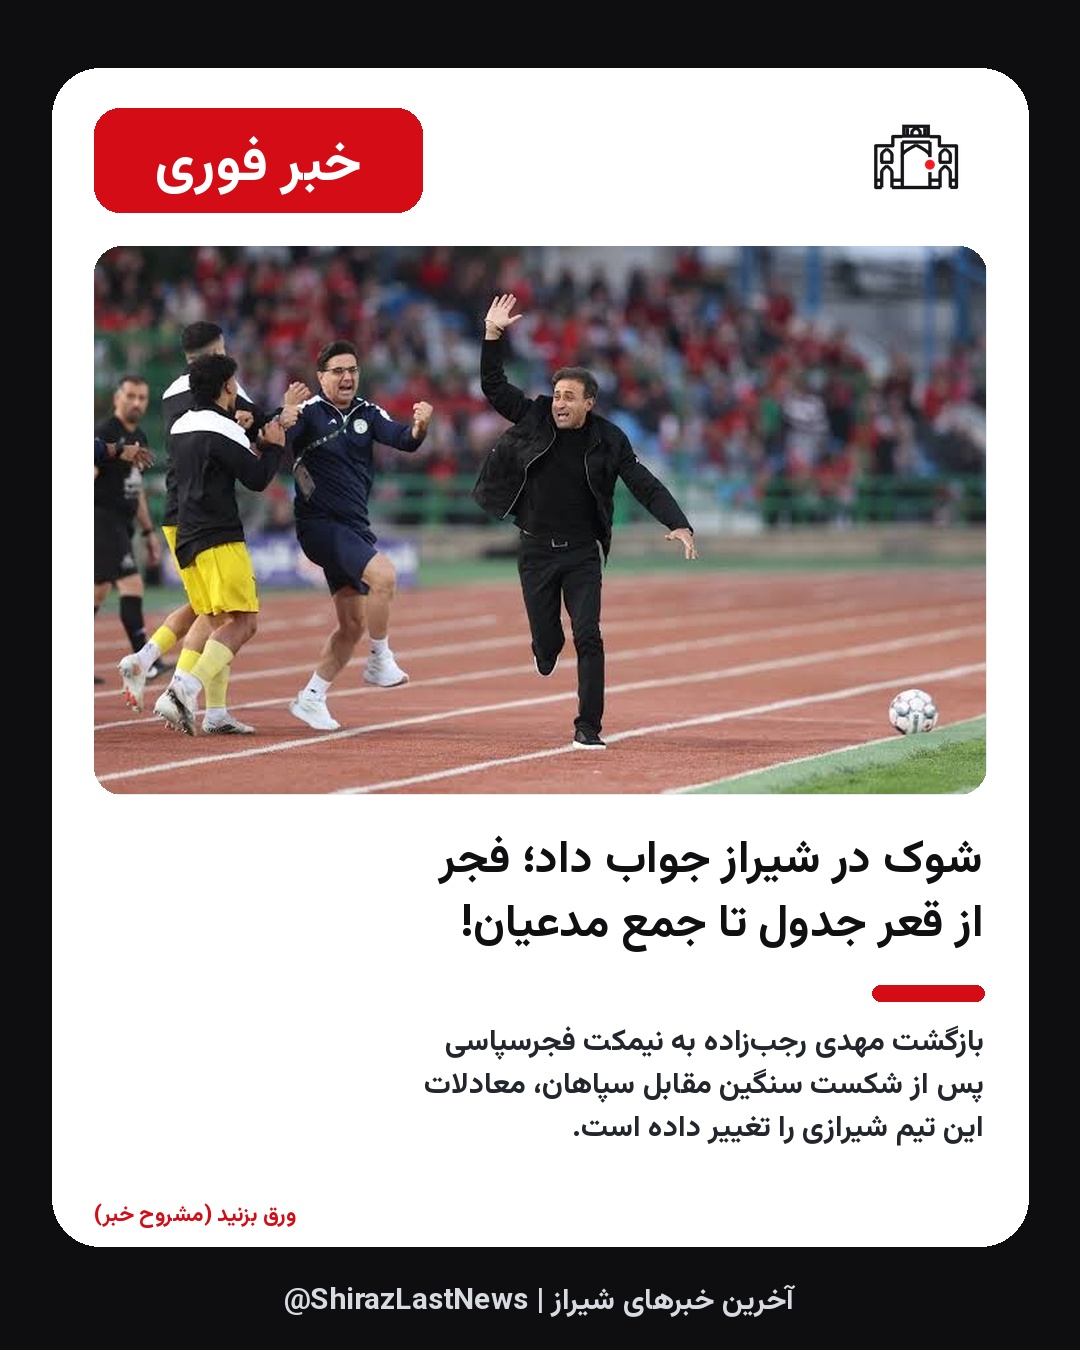 خبر فوری
شوک در شیراز جواب داد؛ فجر
از قعر جدول تا جمع مدعیان!
بازگشت مهدی رجب‌زاده به نیمکت فجرسپاسی
پس از شکست سنگین مقابل سپاهان، معادلات
این تیم شیرازی را تغییر داده است.
ورق بزنید (مشروح خبر)
آخرین خبرهای شیراز | @ShirazLastNews